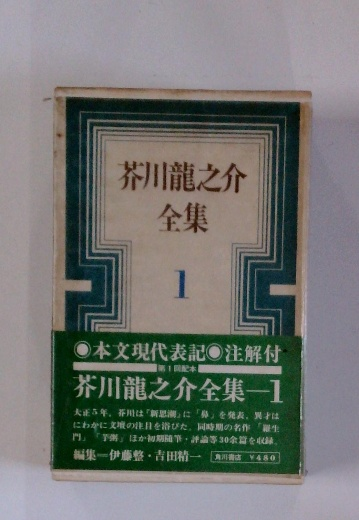 芥川龍之介
全集
1
◎本文現代表記◎注解付
第1回配本
芥川龍之介全集—1
大正5年、芥川は「新思潮」に「鼻」を発表、異才は
にわかに文壇の注目を浴びた。同時期の名作「羅生
門」「芋粥」ほか初期随筆・評論等30余篇を収録。
編集=伊藤整・吉田精一
角川書店 ¥480